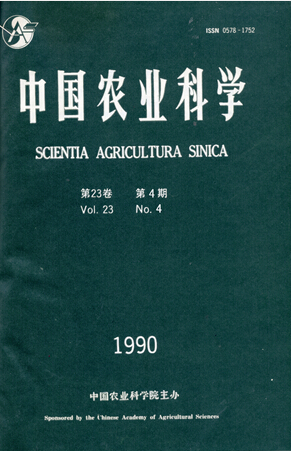 ISSN 0578-1752
中国农业科学
SCIENTIA AGRICULTURA SINICA
第23卷 第4期
Vol. 23 No. 4
1990
中国农业科学院主办
Sponsored by the Chinese Academy of Agricultural Sciences